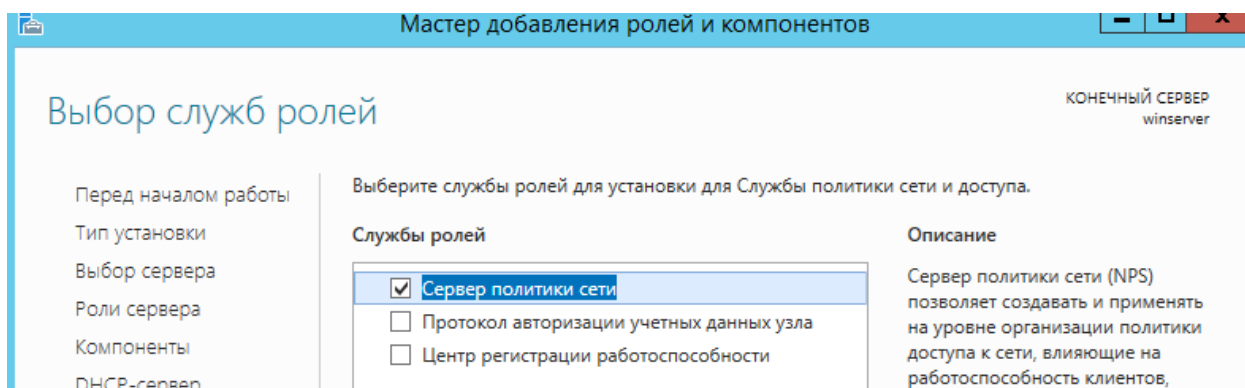 Мастер добавления ролей и компонентов
Выбор служб ролей
КОНЕЧНЫЙ СЕРВЕР
winserver
Перед началом работы
Тип установки
Выбор сервера
Роли сервера
Компоненты
DHCP-сервер
Выберите службы ролей для установки для Службы политики сети и доступа.
Службы ролей
Сервер политики сети
Протокол авторизации учетных данных узла
Центр регистрации работоспособности
Описание
Сервер политики сети (NPS)
позволяет создавать и применять
на уровне организации политики
доступа к сети, влияющие на
работоспособность клиентов,